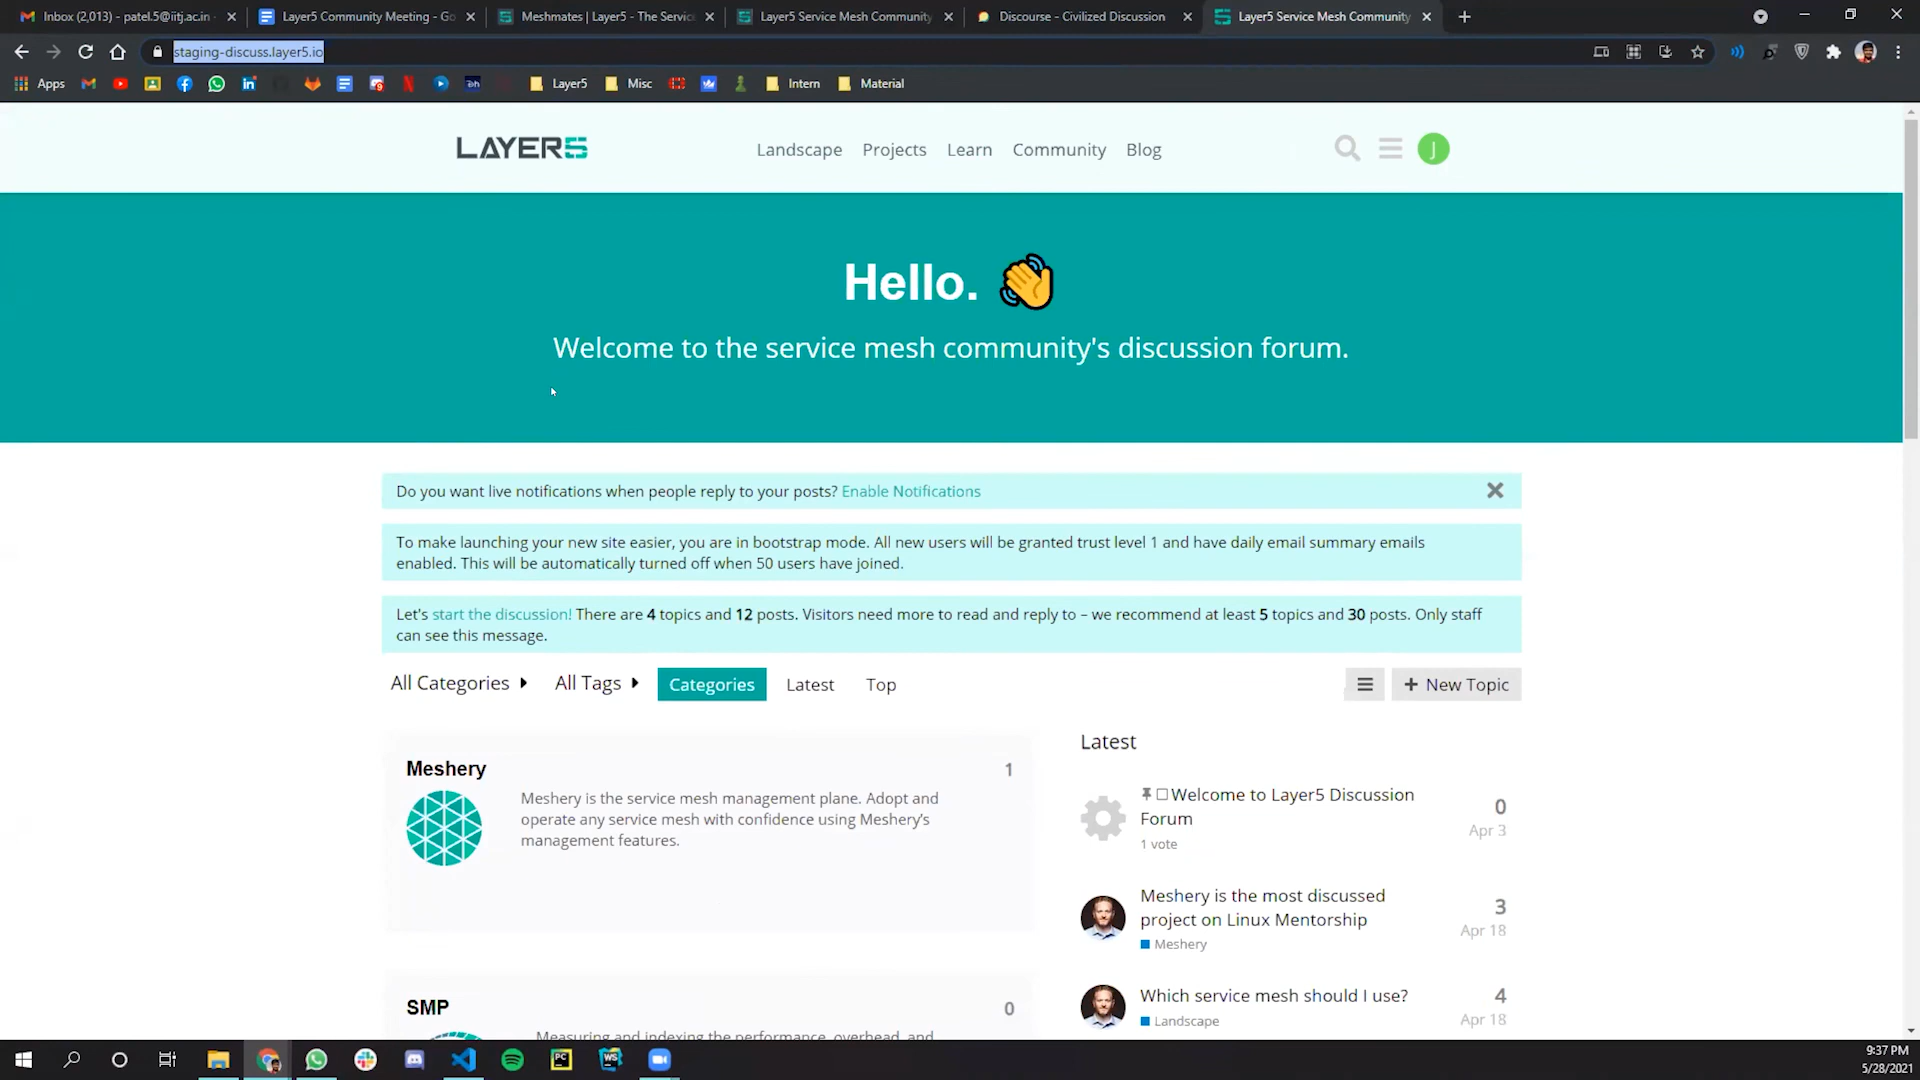 Inbox (2,013) - patel.5@iitj.ac.in
Layer5 Community Meeting - Go
Meshmates | Layer5 - The Servic
Layer5 Service Mesh Community
Discourse - Civilized Discussion
Layer5 Service Mesh Community
staging-discuss.layer5.io
Apps
Layer5
Misc
Intern
Material
LAYER5
Landscape
Projects
Learn
Community
Blog
J
Hello.
Welcome to the service mesh community's discussion forum.
Do you want live notifications when people reply to your posts? Enable Notifications
To make launching your new site easier, you are in bootstrap mode. All new users will be granted trust level 1 and have daily email summary emails
enabled. This will be automatically turned off when 50 users have joined.
Let's start the discussion! There are 4 topics and 12 posts. Visitors need more to read and reply to – we recommend at least 5 topics and 30 posts. Only staff
can see this message.
All Categories
All Tags
Categories
Latest
Top
+ New Topic
Meshery
1
Meshery is the service mesh management plane. Adopt and
operate any service mesh with confidence using Meshery's
management features.
SMP
0
Measuring and indexing the performance, overhead, and
Latest
Welcome to Layer5 Discussion
Forum
1 vote
0
Apr 3
Meshery is the most discussed
project on Linux Mentorship
Meshery
3
Apr 18
Which service mesh should I use?
Landscape
4
Apr 18
9:37 PM
5/28/2021